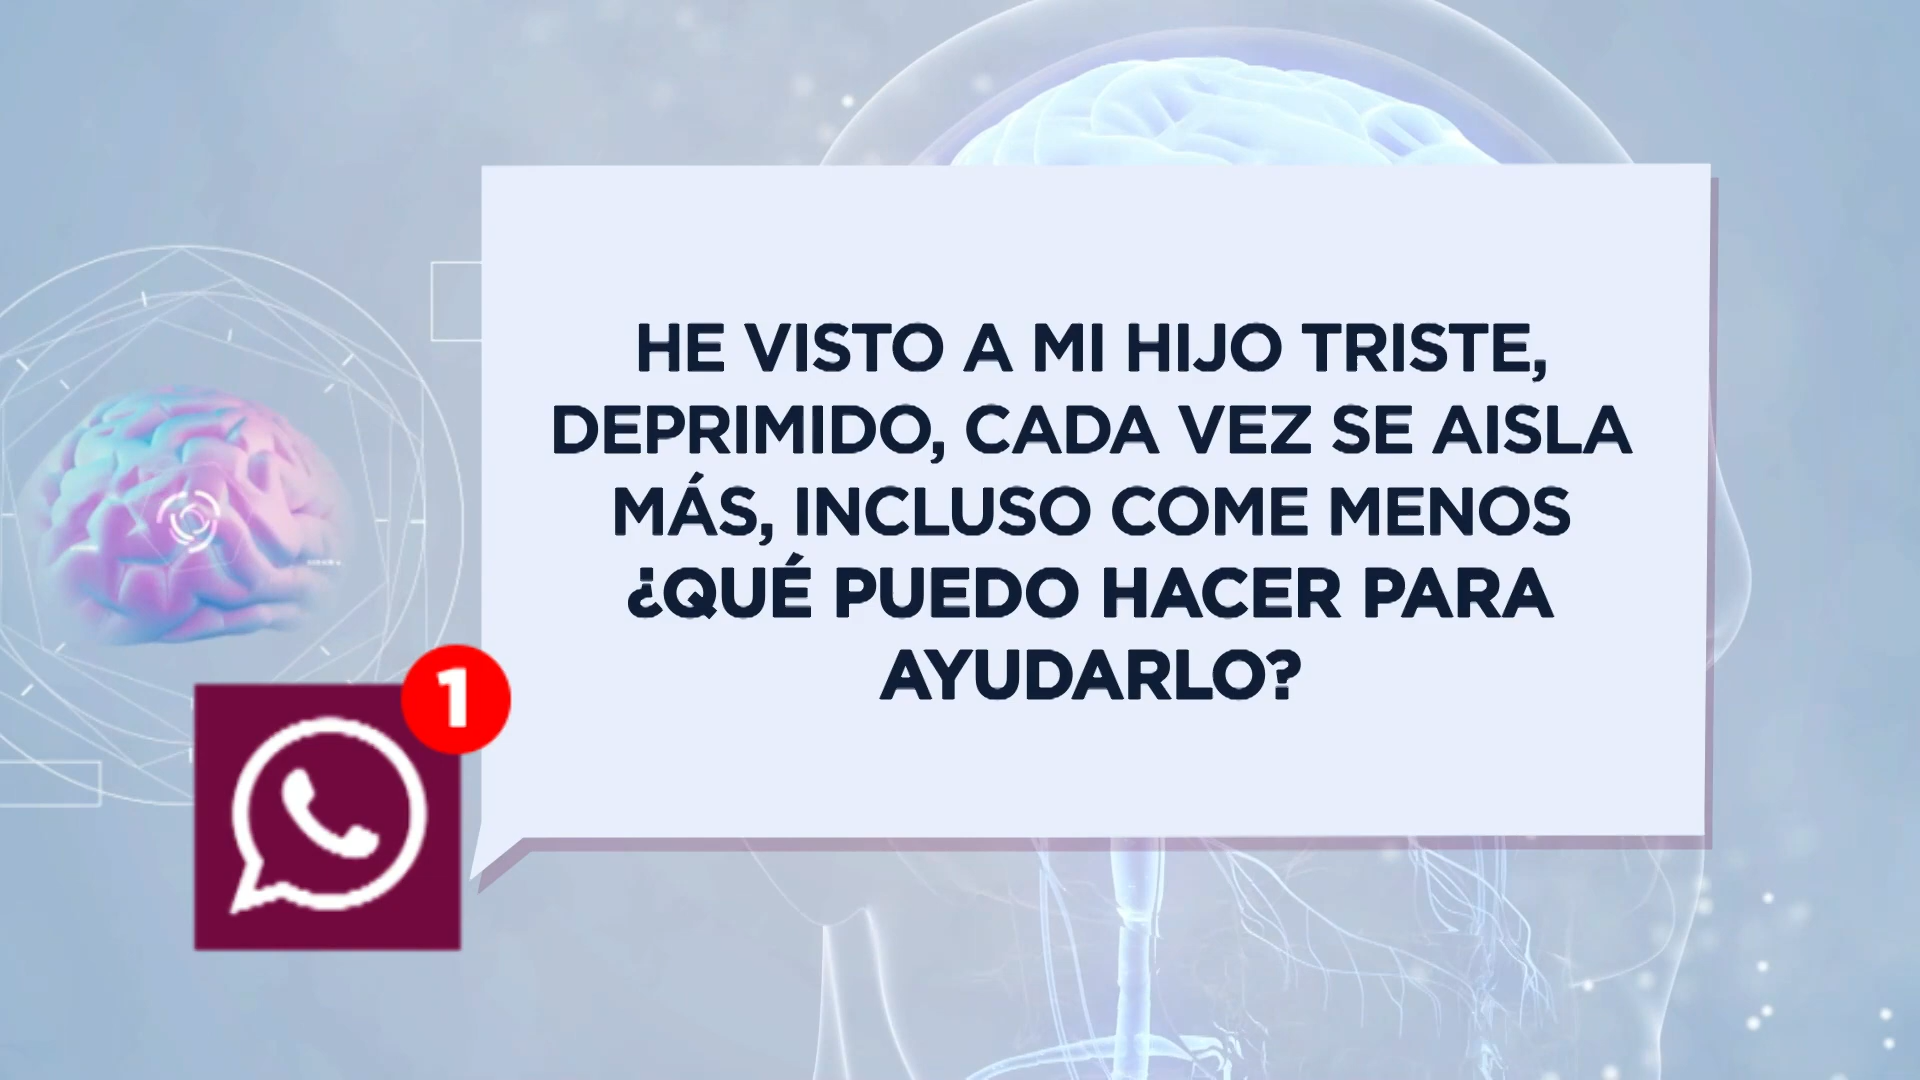 HE VISTO A MI HIJO TRISTE,
DEPRIMIDO, CADA VEZ SE AISLA
MÁS, INCLUSO COME MENOS
¿QUÉ PUEDO HACER PARA
AYUDARLO?
1